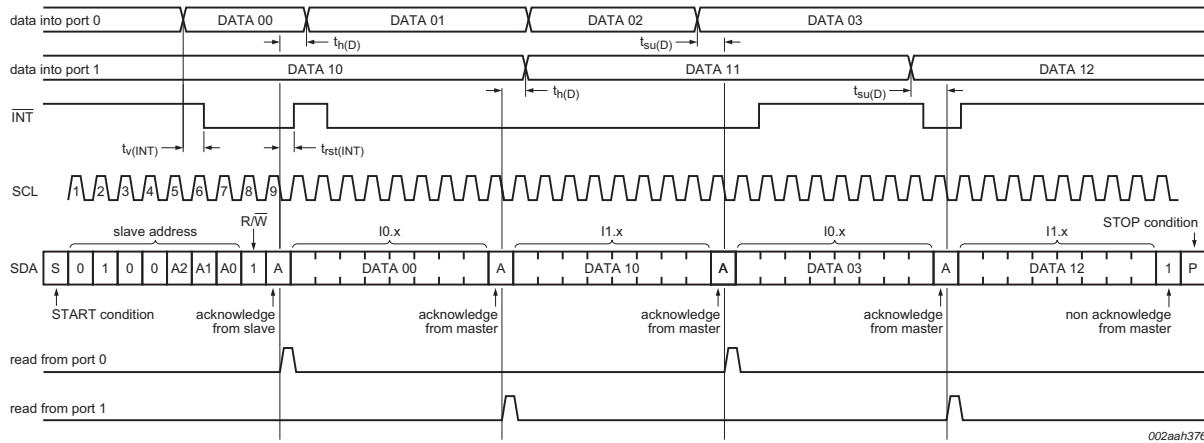 data into port 0 DATA 00 DATA 01 DATA 02 DATA 03
th(D) tsu(D)
data into port 1 DATA 10 DATA 11 DATA 12
th(D) tsu(D)
INT
tv(INT) trst(INT)
SCL 1 2 3 4 5 6 7 8 9
R/W
slave address I0.x I1.x I0.x I1.x STOP condition
SDA S 0 1 0 0 A2 A1 A0 1 A DATA 00 A DATA 10 A DATA 03 A DATA 12 1 P
START condition acknowledge from slave acknowledge from master acknowledge from master acknowledge from master non acknowledge from master
read from port 0
read from port 1